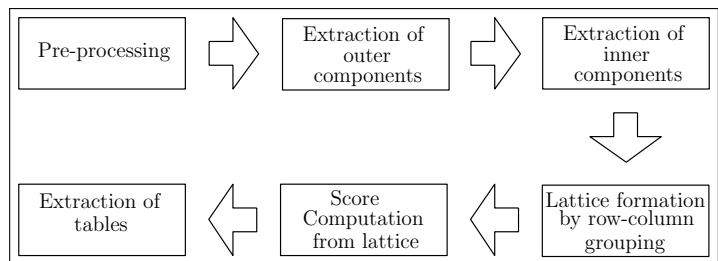 Pre-processing
Extraction of
outer
components
Extraction of
inner
components
Lattice formation
by row-column
grouping
Score
Computation
from lattice
Extraction of
tables